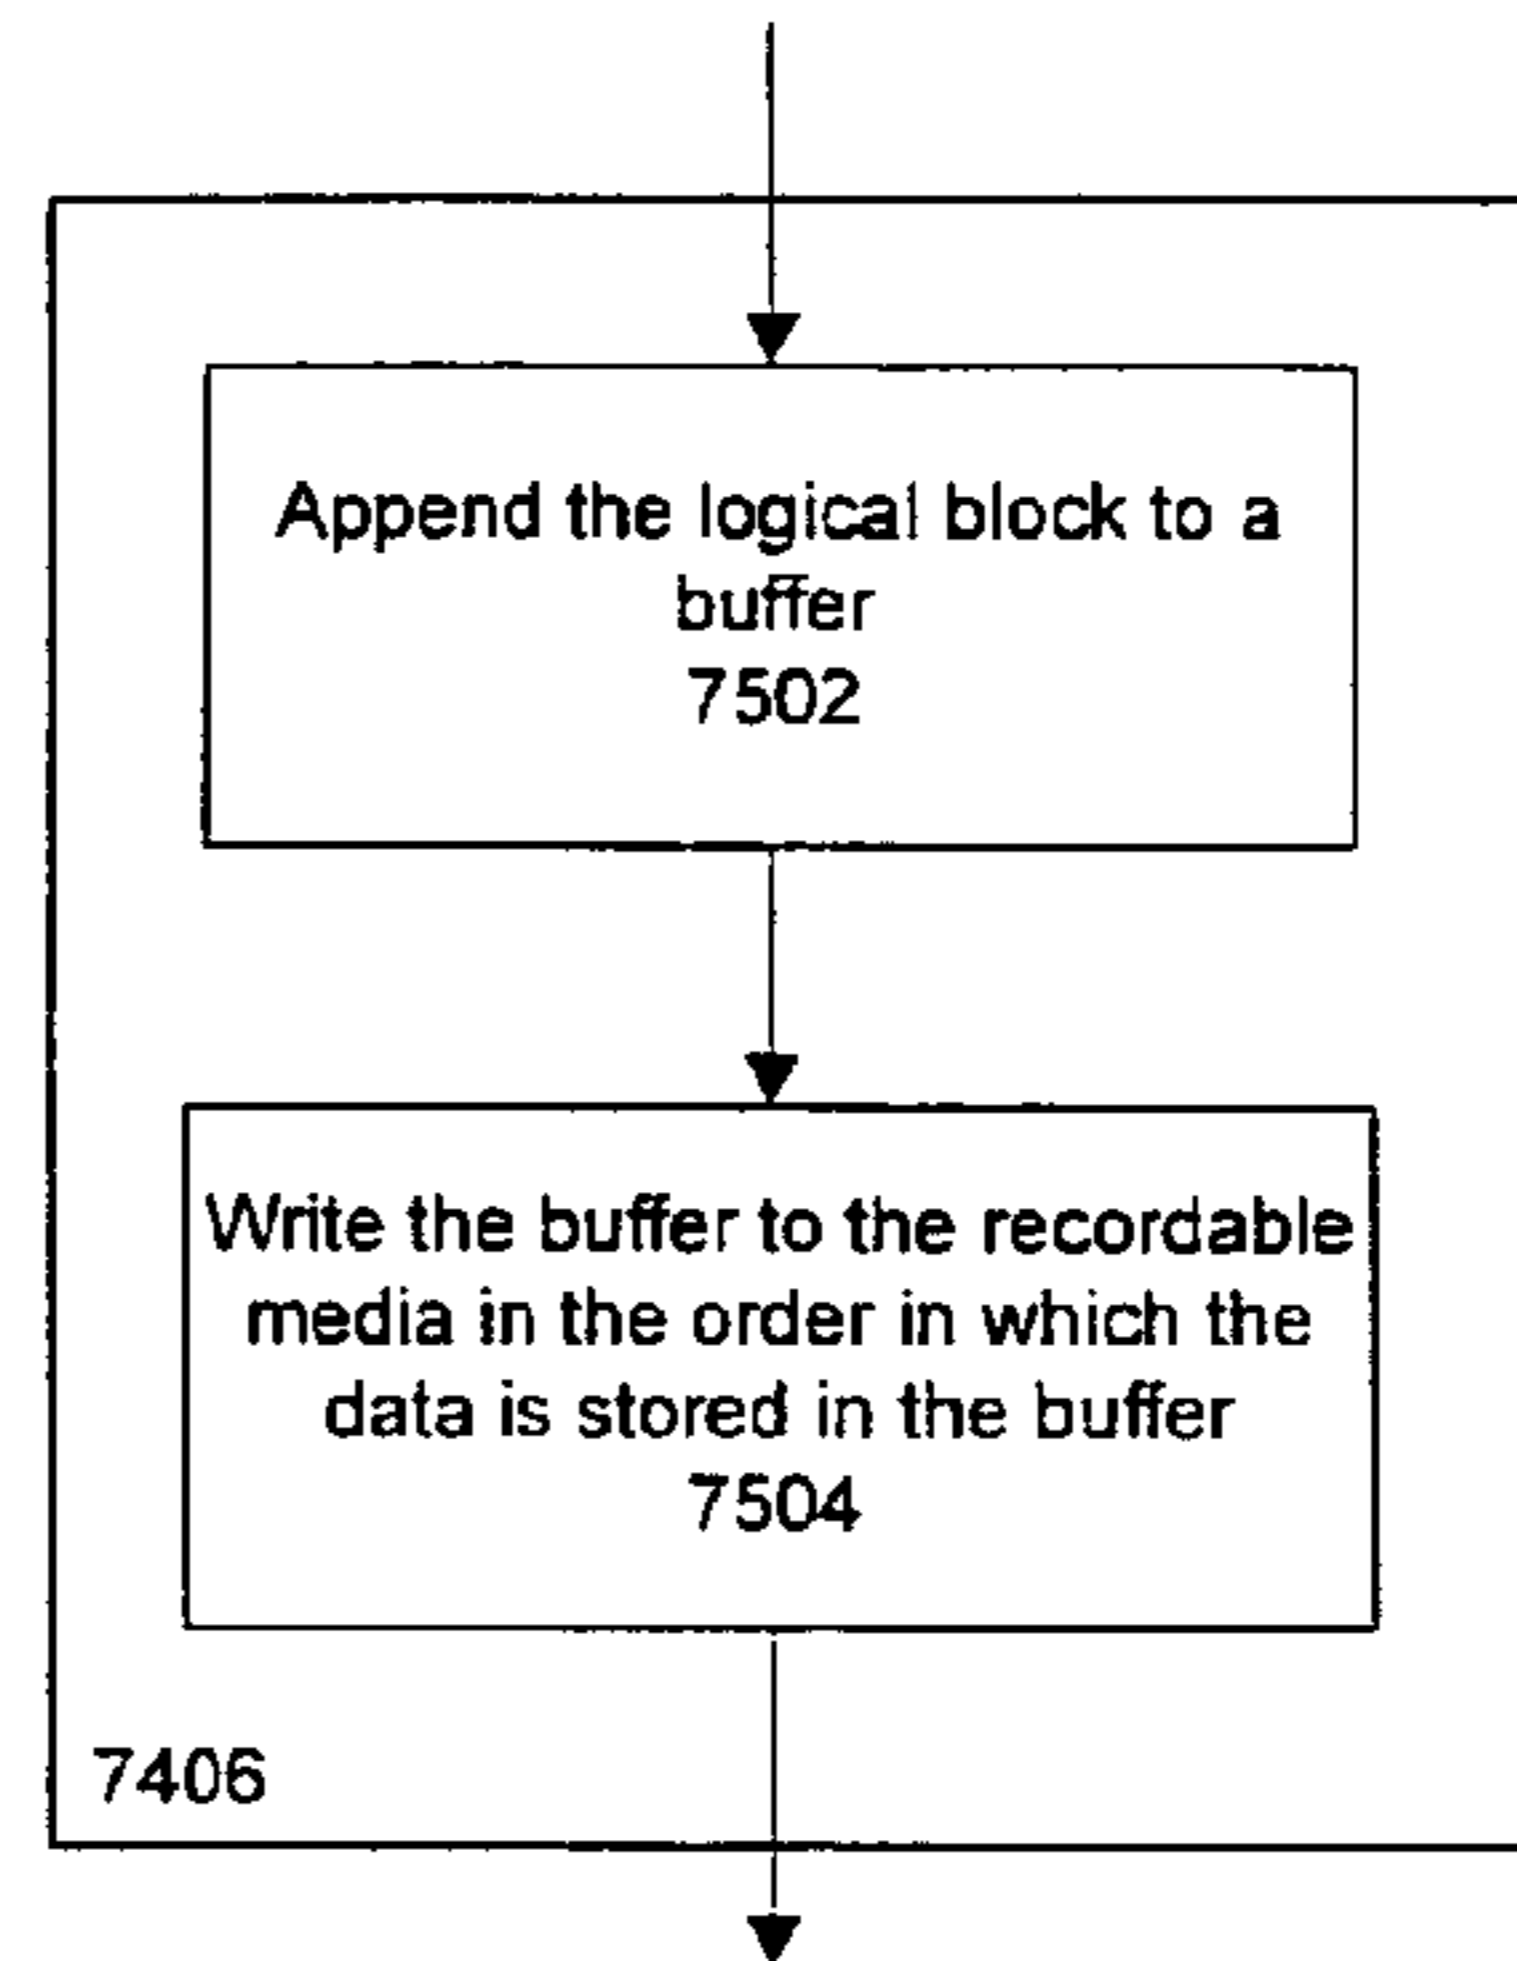 Append the logical block to a
buffer
7502
Write the buffer to the recordable
media in the order in which the
data is stored in the buffer
7504
7406